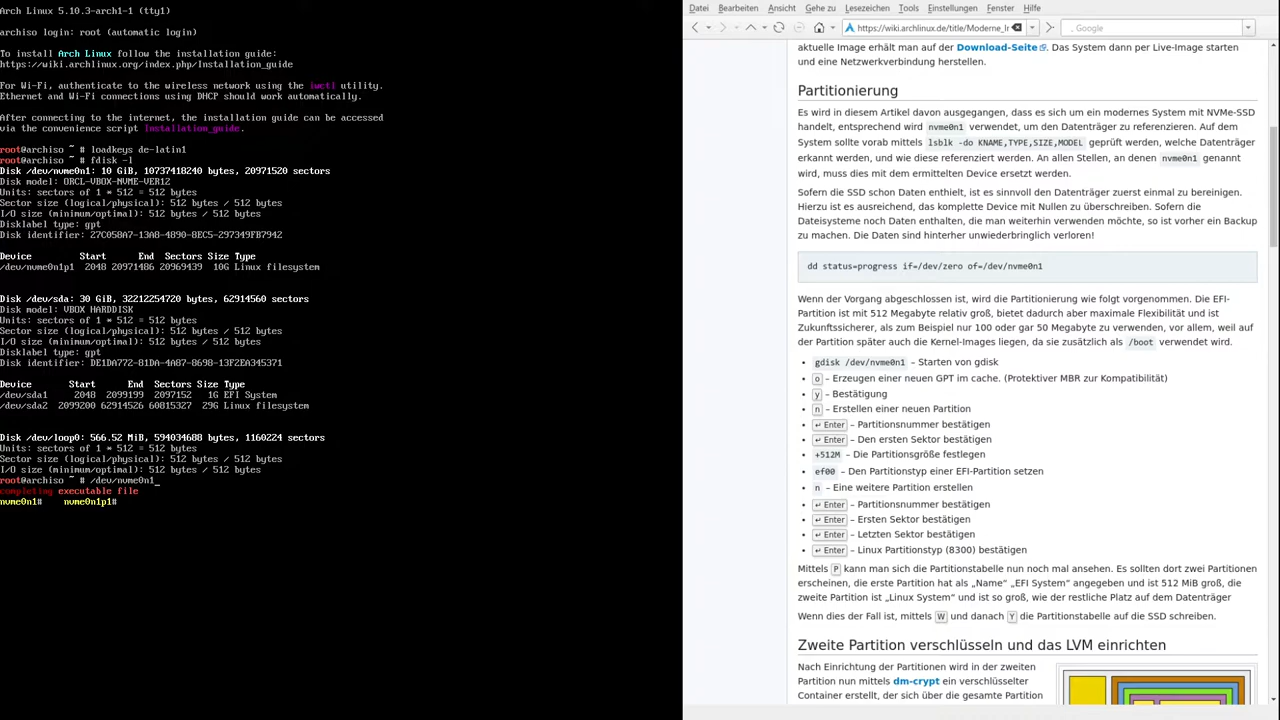 Arch Linux 5.10.3-arch1-1 (tty1)
archiso login: root (automatic login)
To install Arch Linux follow the installation guide:
https://wiki.archlinux.org/index.php/Installation_guide
For Wi-Fi, authenticate to the wireless network using the iwctl utility.
Ethernet and Wi-Fi connections using DHCP should work automatically.
After connecting to the internet, the installation guide can be accessed
via the convenience script Installation_guide.
root@archiso ~ # loadkeys de-latin1
root@archiso ~ # fdisk -l
Disk /dev/nvme0n1: 10 GiB, 10737418240 bytes, 20971520 sectors
Disk model: ORCL-VBOX-NVME-VER12
Units: sectors of 1 * 512 = 512 bytes
Sector size (logical/physical): 512 bytes / 512 bytes
I/O size (minimum/optimal): 512 bytes / 512 bytes
Disklabel type: gpt
Disk identifier: 27C058A7-13A8-4890-8EC5-297349FB7942
Device Start End Sectors Size Type
/dev/nvme0n1p1 2048 20971486 20969439 10G Linux filesystem
Disk /dev/sda: 30 GiB, 32212254720 bytes, 62914560 sectors
Disk model: VBOX HARDDISK
Units: sectors of 1 * 512 = 512 bytes
Sector size (logical/physical): 512 bytes / 512 bytes
I/O size (minimum/optimal): 512 bytes / 512 bytes
Disklabel type: gpt
Disk identifier: DE1DA772-81DA-4A87-8698-13F2EA345371
Device Start End Sectors Size Type
/dev/sda1 2048 2099199 2097152 1G EFI System
/dev/sda2 2099200 62914526 60815327 29G Linux filesystem
Disk /dev/loop0: 566.52 MiB, 594034688 bytes, 1160224 sectors
Units: sectors of 1 * 512 = 512 bytes
Sector size (logical/physical): 512 bytes / 512 bytes
I/O size (minimum/optimal): 512 bytes / 512 bytes
root@archiso ~ # /dev/nvme0n1_
completing executable file
nvme0n1# nvme0n1p1#
Datei Bearbeiten Ansicht Gehe zu Lesezeichen Tools Einstellungen Fenster Hilfe
https://wiki.archlinux.de/title/Moderne_Ir Google
aktuelle Image erhält man auf der Download-Seite. Das System dann per Live-Image starten
und eine Netzwerkverbindung herstellen.
Partitionierung
Es wird in diesem Artikel davon ausgegangen, dass es sich um ein modernes System mit NVMe-SSD
handelt, entsprechend wird nvme0n1 verwendet, um den Datenträger zu referenzieren. Auf dem
System sollte vorab mittels lsblk -do KNAME,TYPE,SIZE,MODEL geprüft werden, welche Datenträger
erkannt werden, und wie diese referenziert werden. An allen Stellen, an denen nvme0n1 genannt
wird, muss dies mit dem ermittelten Device ersetzt werden.
Sofern die SSD schon Daten enthielt, ist es sinnvoll den Datenträger zuerst einmal zu bereinigen.
Hierzu ist es ausreichend, das komplette Device mit Nullen zu überschreiben. Sofern die
Dateisysteme noch Daten enthalten, die man weiterhin verwenden möchte, so ist vorher ein Backup
zu machen. Die Daten sind hinterher unwiederbringlich verloren!
dd status=progress if=/dev/zero of=/dev/nvme0n1
Wenn der Vorgang abgeschlossen ist, wird die Partitionierung wie folgt vorgenommen. Die EFI-
Partition ist mit 512 Megabyte relativ groß, bietet dadurch aber maximale Flexibilität und ist
Zukunftssicherer, als zum Beispiel nur 100 oder gar 50 Megabyte zu verwenden, vor allem, weil auf
der Partition später auch die Kernel-Images liegen, da sie zusätzlich als /boot verwendet wird.
• gdisk /dev/nvme0n1 – Starten von gdisk
• o – Erzeugen einer neuen GPT im cache. (Protektiver MBR zur Kompatibilität)
• y – Bestätigung
• n – Erstellen einer neuen Partition
• ↵ Enter – Partitionsnummer bestätigen
• ↵ Enter – Den ersten Sektor bestätigen
• +512M – Die Partitionsgröße festlegen
• ef00 – Den Partitionstyp einer EFI-Partition setzen
• n – Eine weitere Partition erstellen
• ↵ Enter – Partitionsnummer bestätigen
• ↵ Enter – Ersten Sektor bestätigen
• ↵ Enter – Letzten Sektor bestätigen
• ↵ Enter – Linux Partitionstyp (8300) bestätigen
Mittels P kann man sich die Partitionstabelle nun noch mal ansehen. Es sollten dort zwei Partitionen
erscheinen, die erste Partition hat als „Name“ „EFI System“ angegeben und ist 512 MiB groß, die
zweite Partition ist „Linux System“ und ist so groß, wie der restliche Platz auf dem Datenträger
Wenn dies der Fall ist, mittels W und danach Y die Partitionstabelle auf die SSD schreiben.
Zweite Partition verschlüsseln und das LVM einrichten
Nach Einrichtung der Partitionen wird in der zweiten
Partition nun mittels dm-crypt ein verschlüsselter
Container erstellt, der sich über die gesamte Partition